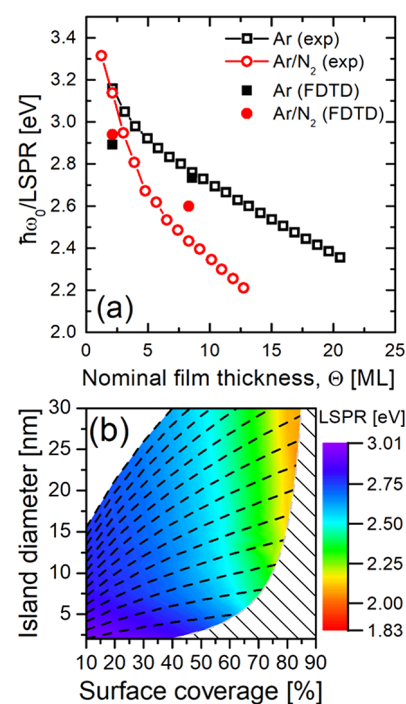 3.4
3.2
3.0
2.8
2.6
2.4
2.2
2.0
ħω₀/LSPR [eV]
Ar (exp)
Ar/N₂ (exp)
Ar (FDTD)
Ar/N₂ (FDTD)
(a)
0 5 10 15 20 25
Nominal film thickness, Θ [ML]
(b)
30
25
20
15
10
5
Island diameter [nm]
10 20 30 40 50 60 70 80 90
Surface coverage [%]
LSPR [eV]
3.01
2.75
2.50
2.25
2.00
1.83